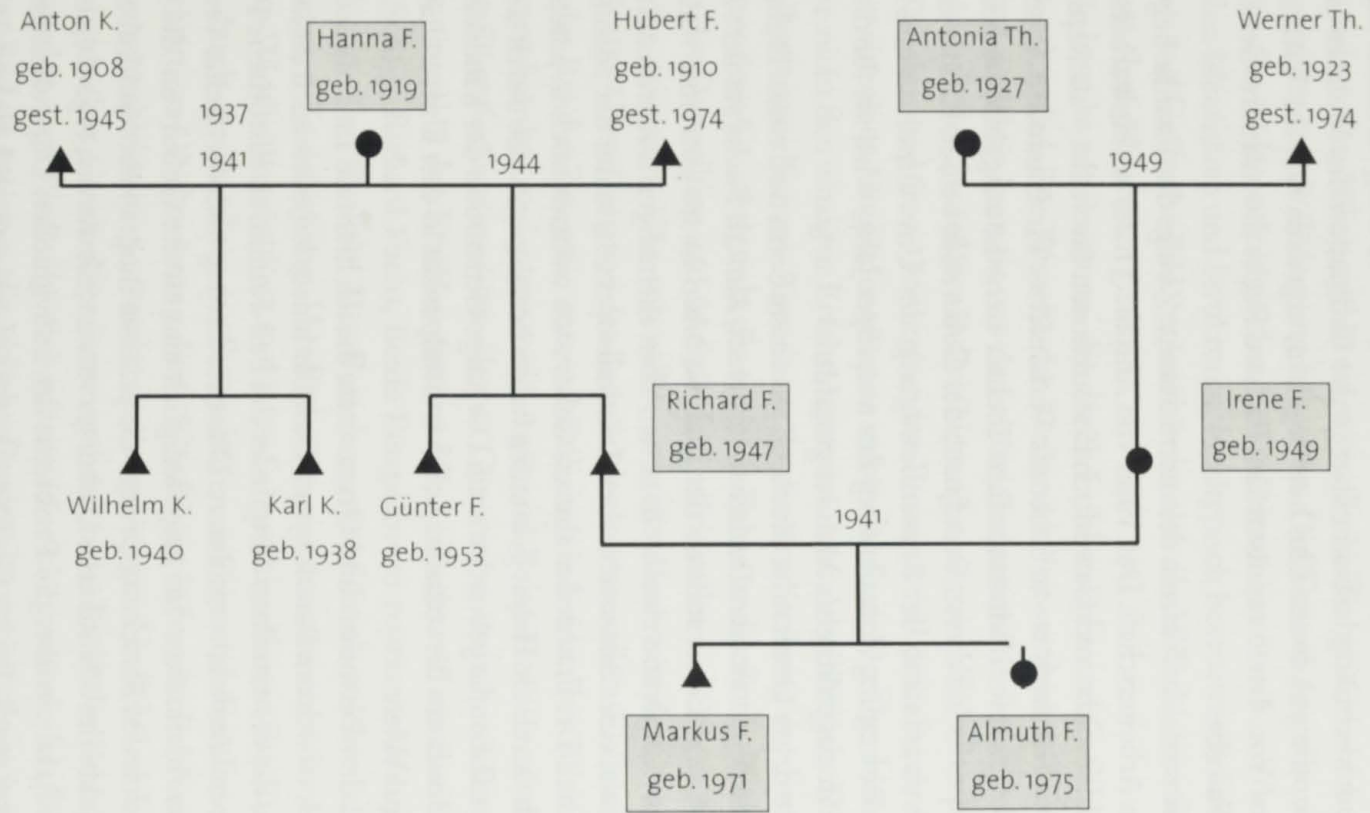 Anton K.
geb. 1908
gest. 1945
Hanna F.
geb. 1919
Hubert F.
geb. 1910
gest. 1974
Antonia Th.
geb. 1927
Werner Th.
geb. 1923
gest. 1974
1937
1941
1944
1949
Wilhelm K.
geb. 1940
Karl K.
geb. 1938
Günter F.
geb. 1953
Richard F.
geb. 1947
Irene F.
geb. 1949
1941
Markus F.
geb. 1971
Almuth F.
geb. 1975